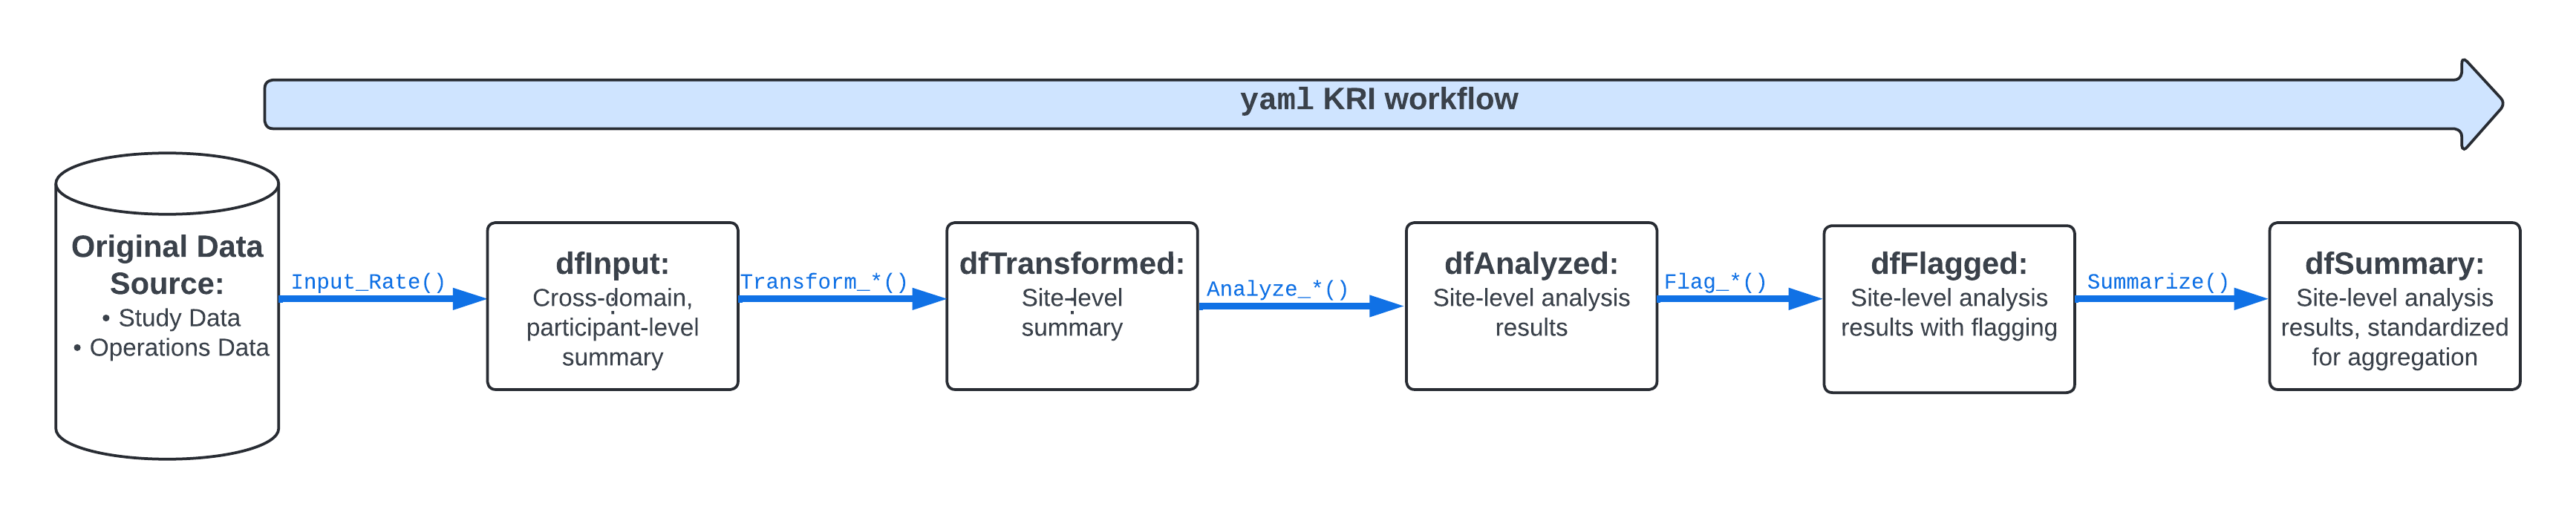 yaml KRI workflow
Original Data
Source:
• Study Data
• Operations Data
Input_Rate()
dfInput:
Cross-domain,
participant-level
summary
Transform_*()
dfTransformed:
Site-level
summary
Analyze_*()
dfAnalyzed:
Site-level analysis
results
Flag_*()
dfFlagged:
Site-level analysis
results with flagging
Summarize()
dfSummary:
Site-level analysis
results, standardized
for aggregation